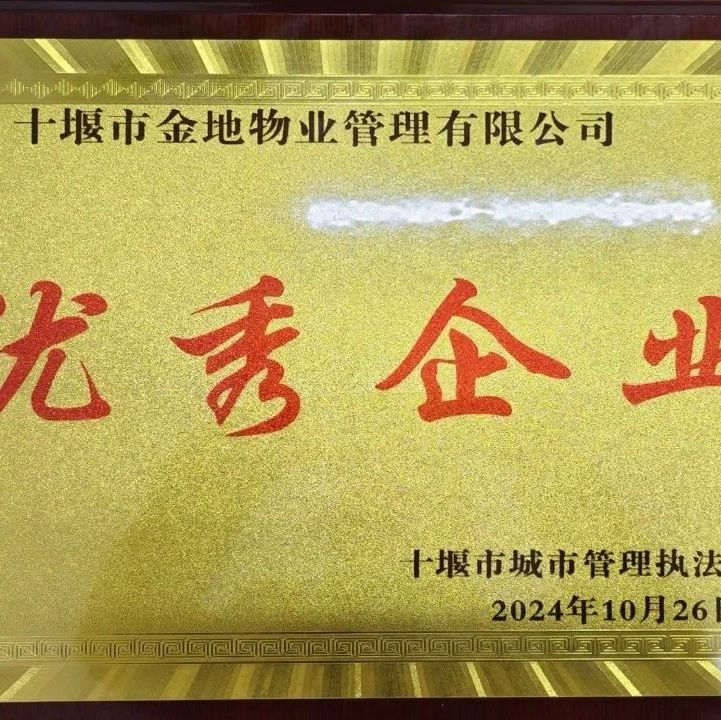 十堰市金地物业管理有限公司
优秀企业
十堰市城市管理执法
2024年10月26日